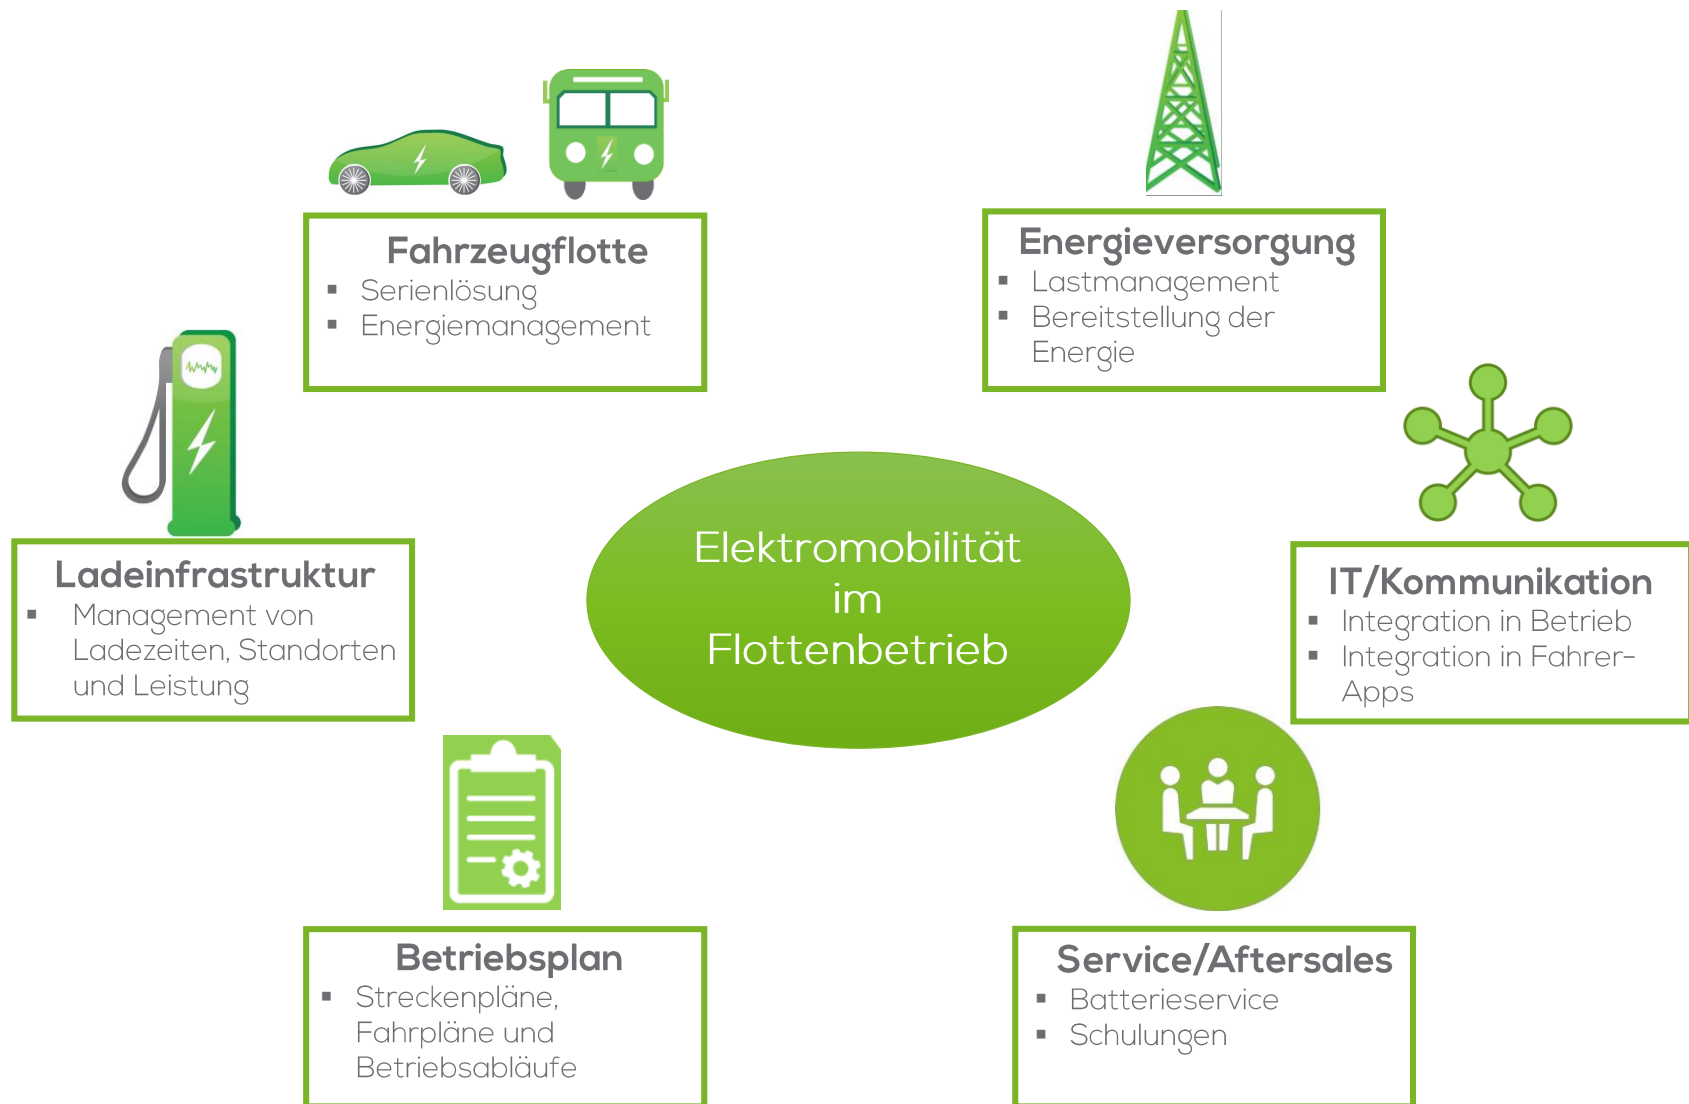 Fahrzeugflotte
▪ Serienlösung
▪ Energiemanagement
Energieversorgung
▪ Lastmanagement
▪ Bereitstellung der
Energie
Ladeinfrastruktur
▪ Management von
Ladezeiten, Standorten
und Leistung
Elektromobilität
im
Flottenbetrieb
IT/Kommunikation
▪ Integration in Betrieb
▪ Integration in Fahrer-
Apps
Betriebsplan
▪ Streckenpläne,
Fahrpläne und
Betriebsabläufe
Service/Aftersales
▪ Batterieservice
▪ Schulungen